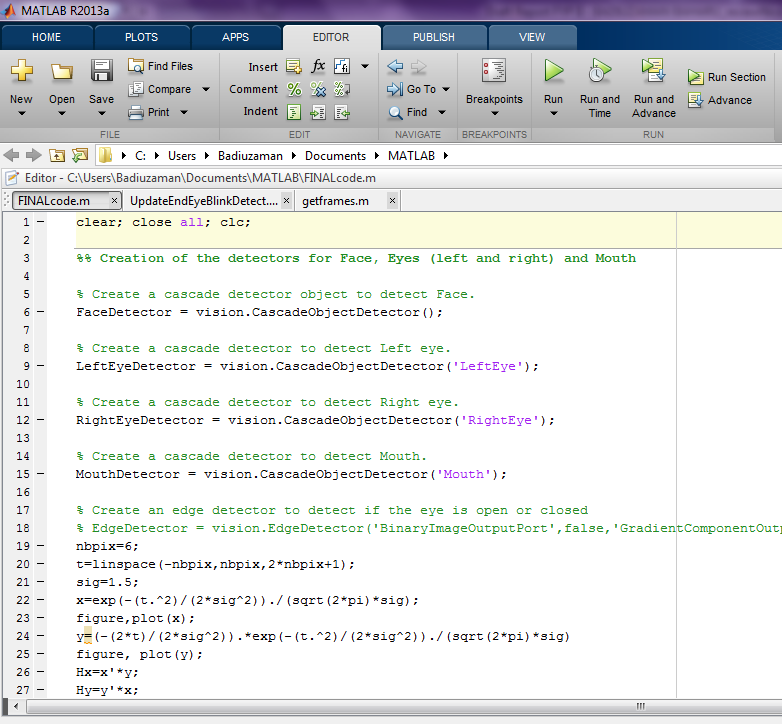 MATLAB R2013a
HOME PLOTS APPS EDITOR PUBLISH VIEW
New Open Save Find Files Compare Print
Insert fx Comment Indent
Go To Find
Breakpoints
Run Run and Time Run and Advance Run Section Advance
FILE EDIT NAVIGATE BREAKPOINTS RUN
C: Users Badiuzaman Documents MATLAB
Editor - C:\Users\Badiuzaman\Documents\MATLAB\FINALcode.m
FINALcode.m × UpdateEndEyeBlinkDetect.... × getframes.m ×
1 – clear; close all; clc;
2
3 %% Creation of the detectors for Face, Eyes (left and right) and Mouth
4
5 % Create a cascade detector object to detect Face.
6 – FaceDetector = vision.CascadeObjectDetector();
7
8 % Create a cascade detector to detect Left eye.
9 – LeftEyeDetector = vision.CascadeObjectDetector('LeftEye');
10
11 % Create a cascade detector to detect Right eye.
12 – RightEyeDetector = vision.CascadeObjectDetector('RightEye');
13
14 % Create a cascade detector to detect Mouth.
15 – MouthDetector = vision.CascadeObjectDetector('Mouth');
16
17 % Create an edge detector to detect if the eye is open or closed
18 % EdgeDetector = vision.EdgeDetector('BinaryImageOutputPort',false,'GradientComponentOutp
19 – nbpix=6;
20 – t=linspace(-nbpix,nbpix,2*nbpix+1);
21 – sig=1.5;
22 – x=exp(-(t.^2)/(2*sig^2))./(sqrt(2*pi)*sig);
23 – figure,plot(x);
24 – y=(-(2*t)/(2*sig^2)).*exp(-(t.^2)/(2*sig^2))./(sqrt(2*pi)*sig)
25 – figure, plot(y);
26 – Hx=x'*y;
27 – Hy=y'*x;